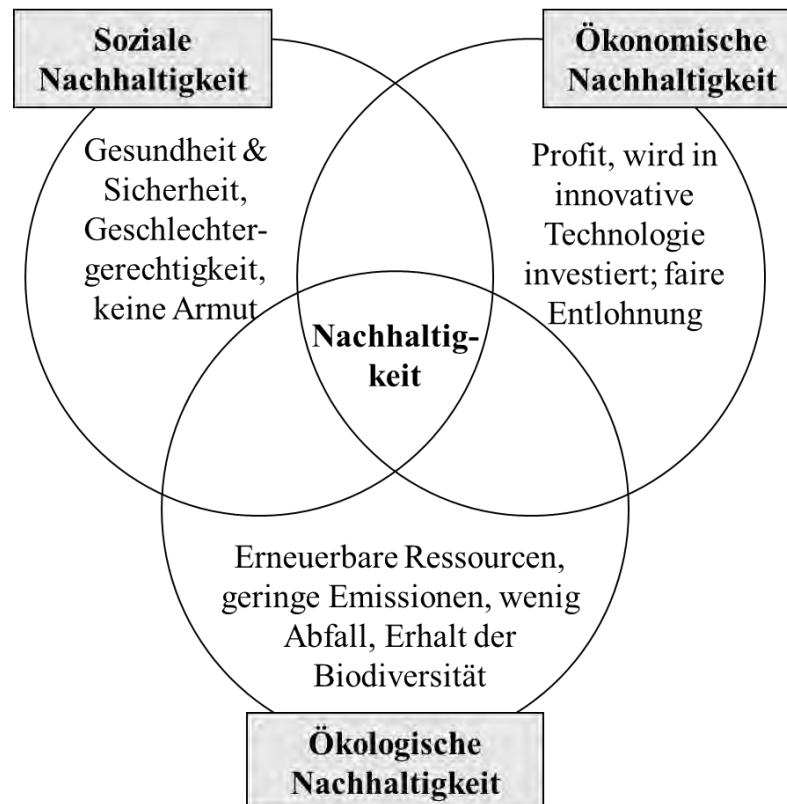 Soziale
Nachhaltigkeit
Ökonomische
Nachhaltigkeit
Gesundheit &
Sicherheit,
Geschlechter-
gerechtigkeit,
keine Armut
Profit, wird in
innovative
Technologie
investiert; faire
Entlohnung
Nachhaltig-
keit
Erneuerbare Ressourcen,
geringe Emissionen, wenig
Abfall, Erhalt der
Biodiversität
Ökologische
Nachhaltigkeit